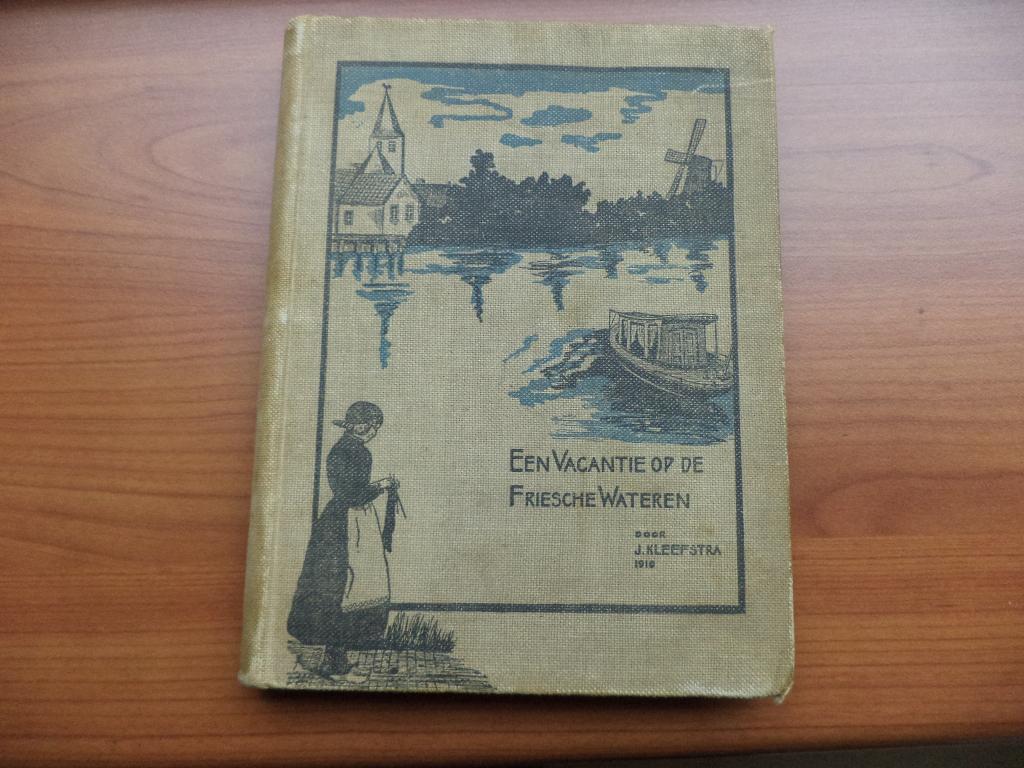 EEN VACANTIE OP DE
FRIESCHE WATEREN
DOOR
J. KLEEFSTRA
1910